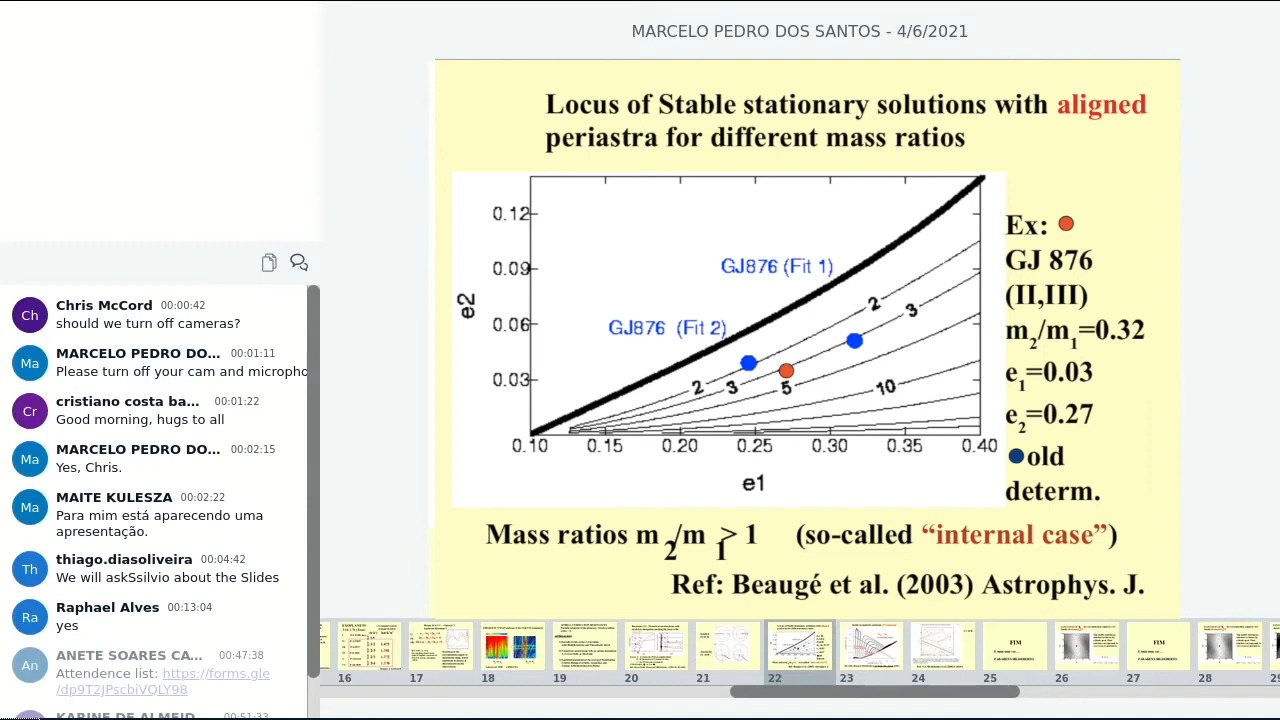 MARCELO PEDRO DOS SANTOS - 4/6/2021
Ch
Chris McCord 00:00:42
should we turn off cameras?
Ma
MARCELO PEDRO DO... 00:01:11
Please turn off your cam and micropho
Cr
cristiano costa ba... 00:01:22
Good morning, hugs to all
Ma
MARCELO PEDRO DO... 00:02:15
Yes, Chris.
MA
MAITE KULESZA 00:02:22
Para mim está aparecendo uma
apresentação.
Th
thiago.diasoliveira 00:04:42
We will askSsilvio about the Slides
Ra
Raphael Alves 00:13:04
yes
An
ANETE SOARES CA... 00:47:38
Attendence list: https://forms.gle
/dp9T2JPscbiVQLY98
KARINE DE ALMEID... 00:51:33
Locus of Stable stationary solutions with aligned
periastra for different mass ratios
0.12
0.09
0.06
0.03
e2
GJ876 (Fit 1)
GJ876 (Fit 2)
2
3
2
3
5
10
0.10 0.15 0.20 0.25 0.30 0.35 0.40
e1
Ex:
GJ 876
(II,III)
m2/m1=0.32
e1=0.03
e2=0.27
old
determ.
Mass ratios m2/m1 > 1 (so-called “internal case”)
Ref: Beaugé et al. (2003) Astrophys. J.
EXOPLANETS
FIM
FIM
16 17 18 19 20 21 22 23 24 25 26 27 28 29